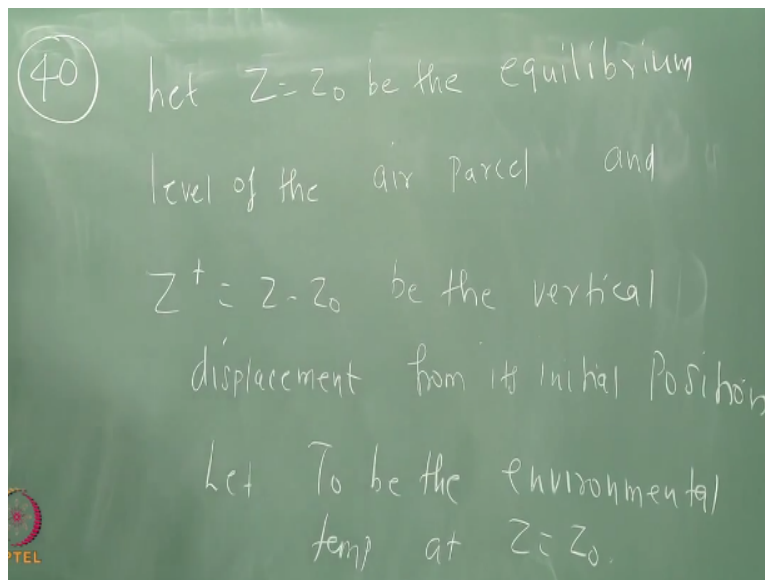 40
Let Z = Z₀ be the equilibrium
level of the air parcel and
Z⁺ = Z - Z₀ be the vertical
displacement from its initial Position
Let T₀ be the environmental
temp at Z = Z₀.
PTEL